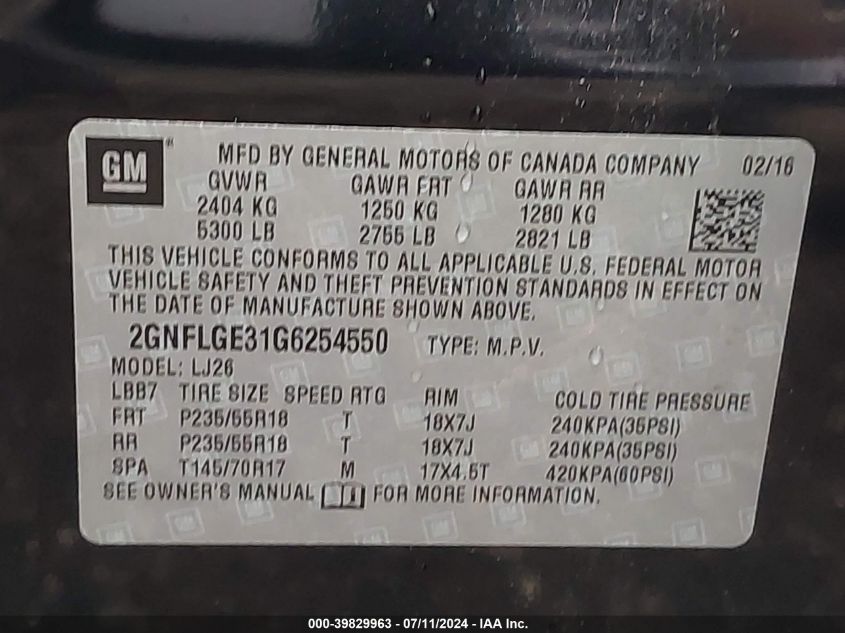 GM MFD BY GENERAL MOTORS OF CANADA COMPANY 02/16
GVWR GAWR FRT GAWR RR
2404 KG 1250 KG 1280 KG
5300 LB 2755 LB 2821 LB
THIS VEHICLE CONFORMS TO ALL APPLICABLE U.S. FEDERAL MOTOR
VEHICLE SAFETY AND THEFT PREVENTION STANDARDS IN EFFECT ON
THE DATE OF MANUFACTURE SHOWN ABOVE.
2GNFLGE31G6254550 TYPE: M.P.V.
MODEL: LJ26
LBB7 TIRE SIZE SPEED RTG RIM COLD TIRE PRESSURE
FRT P235/55R18 T 18X7J 240KPA(35PSI)
RR P235/55R18 T 18X7J 240KPA(35PSI)
SPA T145/70R17 M 17X4.5T 420KPA(60PSI)
SEE OWNER'S MANUAL FOR MORE INFORMATION.
000-39829963 - 07/11/2024 - IAA Inc.